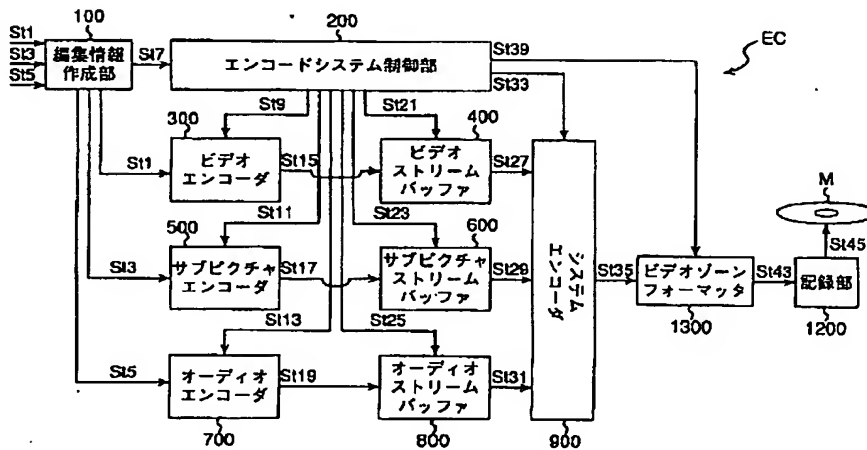 100
200
St1
St3
St5
編集情報
作成部
St7
エンコードシステム制御部
St39
St33
EC
St9
St21
300
400
St1
ビデオ
エンコーダ
St15
ビデオ
ストリーム
バッファ
St27
M
St11
St23
St45
500
600
St3
サブピクチャ
エンコーダ
St17
サブピクチャ
ストリーム
バッファ
St29
システム
エンコーダ
St35
ビデオゾーン
フォーマッタ
St43
記録部
1300
1200
St13
St25
St5
オーディオ
エンコーダ
St19
オーディオ
ストリーム
バッファ
St31
700
800
900